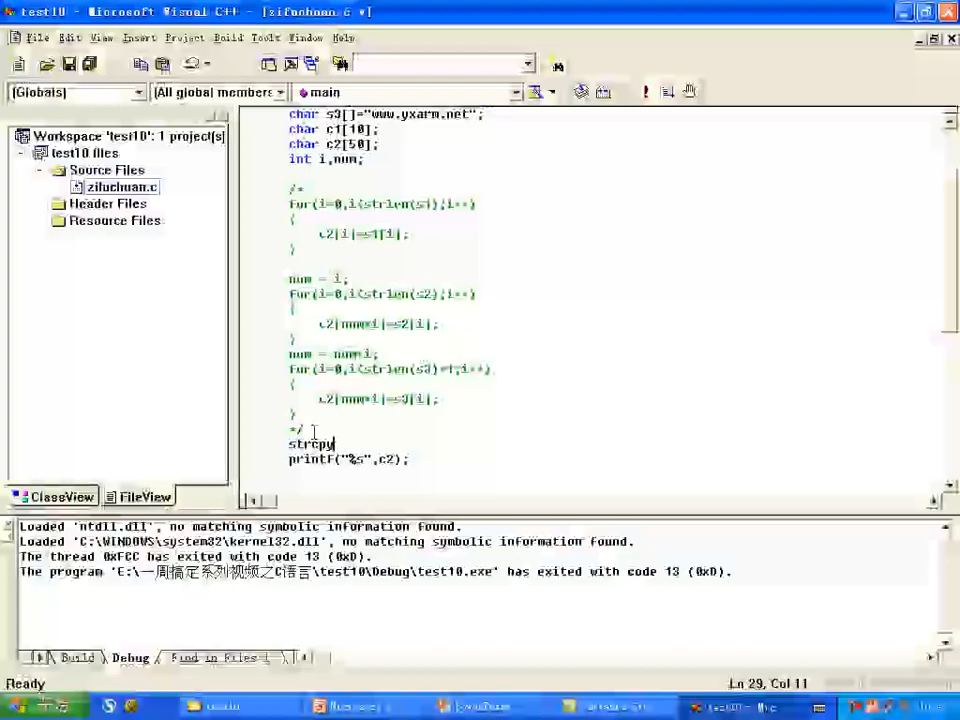 test10 - Microsoft Visual C++ - [zifuchuan.c *]
File Edit View Insert Project Build Tools Window Help
(Globals) (All global members main
Workspace 'test10': 1 project(s)
test10 files
Source Files
zifuchuan.c
Header Files
Resource Files
ClassView FileView
char s3[]="www.yxarm.net";
char c1[10];
char c2[50];
int i,num;
/*
for(i=0;i<strlen(s1);i++)
{
c2[i]=s1[i];
}
num = i;
for(i=0;i<strlen(s2);i++)
{
c2[num+i]=s2[i];
}
num = num+i;
for(i=0;i<strlen(s3)+1;i++)
{
c2[num+i]=s3[i];
}
*/
strcpy
printf("%s",c2);
Loaded 'ntdll.dll', no matching symbolic information found.
Loaded 'C:\WINDOWS\system32\kernel32.dll', no matching symbolic information found.
The thread 0xFCC has exited with code 13 (0xD).
The program 'E:\一周搞定系列视频之C语言\test10\Debug\test10.exe' has exited with code 13 (0xD).
Build Debug Find in Files 1
Ready Ln 29, Col 11